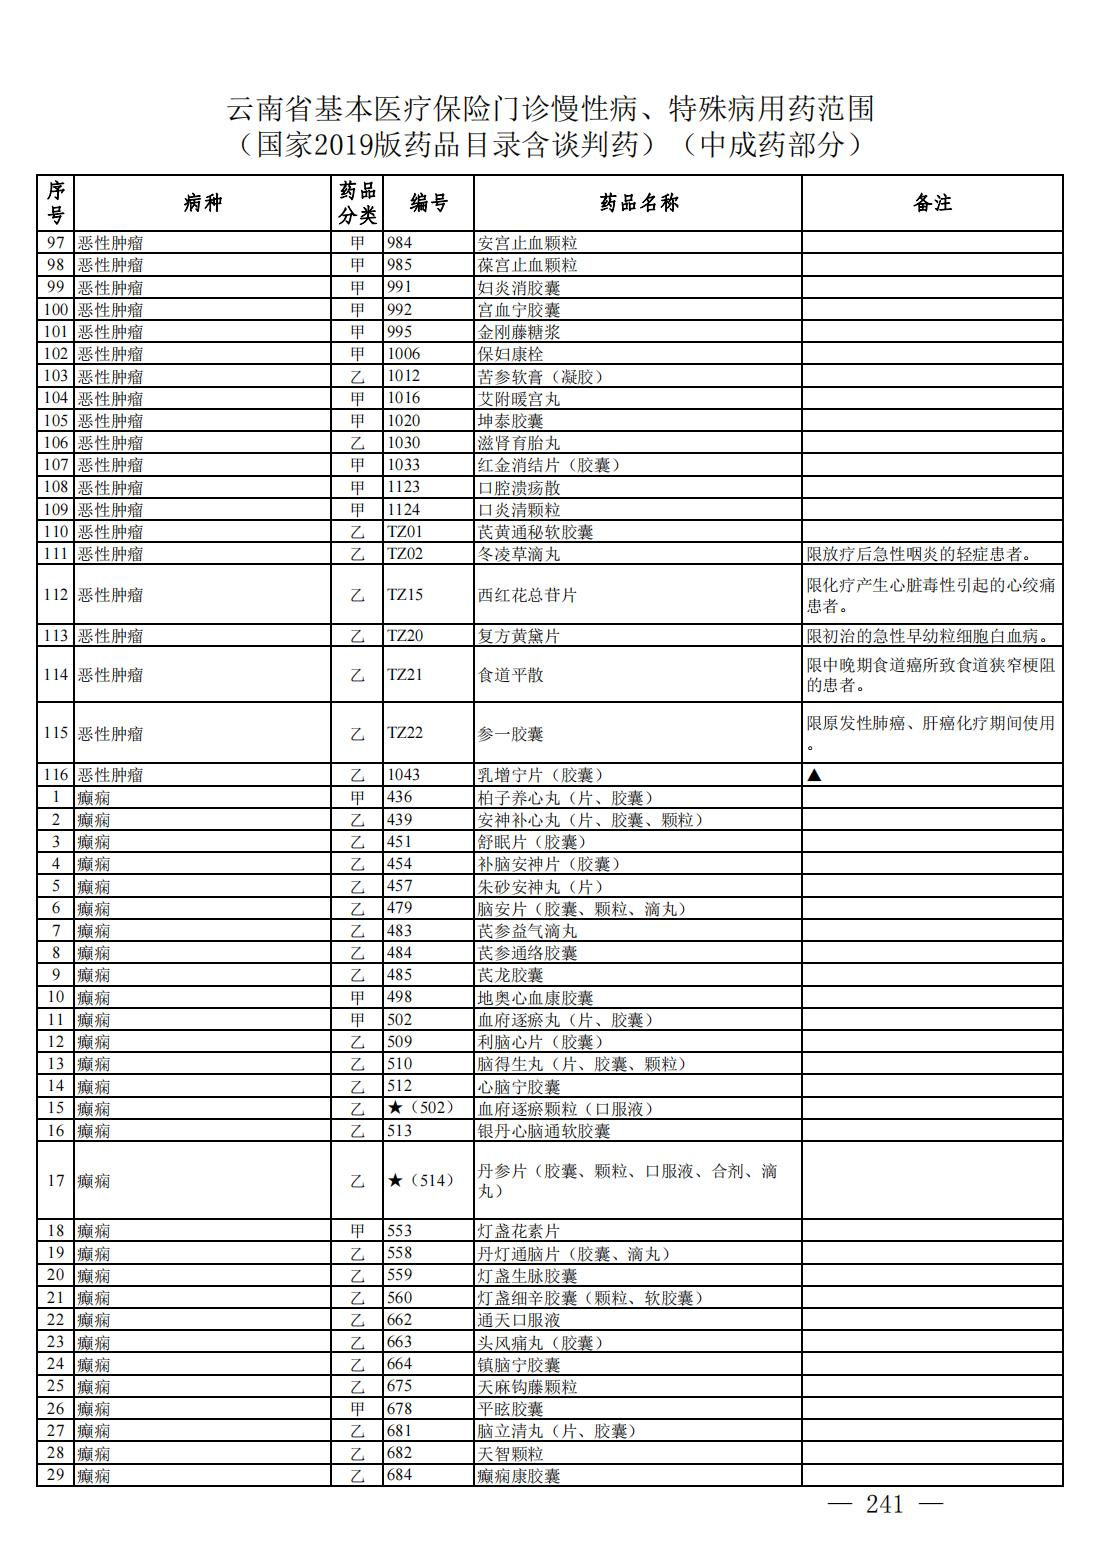 云南省基本医疗保险门诊慢性病、特殊病用药范围
（国家2019版药品目录含谈判药）（中成药部分）
序号 病种 药品分类 编号 药品名称 备注
97 恶性肿瘤 甲 984 安宫止血颗粒
98 恶性肿瘤 甲 985 葆宫止血颗粒
99 恶性肿瘤 甲 991 妇炎消胶囊
100 恶性肿瘤 甲 992 宫血宁胶囊
101 恶性肿瘤 甲 995 金刚藤糖浆
102 恶性肿瘤 甲 1006 保妇康栓
103 恶性肿瘤 乙 1012 苦参软膏（凝胶）
104 恶性肿瘤 甲 1016 艾附暖宫丸
105 恶性肿瘤 甲 1020 坤泰胶囊
106 恶性肿瘤 乙 1030 滋肾育胎丸
107 恶性肿瘤 甲 1033 红金消结片（胶囊）
108 恶性肿瘤 甲 1123 口腔溃疡散
109 恶性肿瘤 甲 1124 口炎清颗粒
110 恶性肿瘤 乙 TZ01 芪黄通秘软胶囊
111 恶性肿瘤 乙 TZ02 冬凌草滴丸 限放疗后急性咽炎的轻症患者。
112 恶性肿瘤 乙 TZ15 西红花总苷片 限化疗产生心脏毒性引起的心绞痛
患者。
113 恶性肿瘤 乙 TZ20 复方黄黛片 限初治的急性早幼粒细胞白血病。
114 恶性肿瘤 乙 TZ21 食道平散 限中晚期食道癌所致食道狭窄梗阻
的患者。
115 恶性肿瘤 乙 TZ22 参一胶囊 限原发性肺癌、肝癌化疗期间使用
。
116 恶性肿瘤 乙 1043 乳增宁片（胶囊） ▲
1 癫痫 甲 436 柏子养心丸（片、胶囊）
2 癫痫 乙 439 安神补心丸（片、胶囊、颗粒）
3 癫痫 乙 451 舒眠片（胶囊）
4 癫痫 乙 454 补脑安神片（胶囊）
5 癫痫 乙 457 朱砂安神丸（片）
6 癫痫 乙 479 脑安片（胶囊、颗粒、滴丸）
7 癫痫 乙 483 芪参益气滴丸
8 癫痫 乙 484 芪参通络胶囊
9 癫痫 乙 485 芪龙胶囊
10 癫痫 甲 498 地奥心血康胶囊
11 癫痫 甲 502 血府逐瘀丸（片、胶囊）
12 癫痫 乙 509 利脑心片（胶囊）
13 癫痫 乙 510 脑得生丸（片、胶囊、颗粒）
14 癫痫 乙 512 心脑宁胶囊
15 癫痫 乙 ★（502） 血府逐瘀颗粒（口服液）
16 癫痫 乙 513 银丹心脑通软胶囊
17 癫痫 乙 ★（514） 丹参片（胶囊、颗粒、口服液、合剂、滴
丸）
18 癫痫 甲 553 灯盏花素片
19 癫痫 乙 558 丹灯通脑片（胶囊、滴丸）
20 癫痫 乙 559 灯盏生脉胶囊
21 癫痫 乙 560 灯盏细辛胶囊（颗粒、软胶囊）
22 癫痫 乙 662 通天口服液
23 癫痫 乙 663 头风痛丸（胶囊）
24 癫痫 乙 664 镇脑宁胶囊
25 癫痫 乙 675 天麻钩藤颗粒
26 癫痫 甲 678 平眩胶囊
27 癫痫 乙 681 脑立清丸（片、胶囊）
28 癫痫 乙 682 天智颗粒
29 癫痫 乙 684 癫痫康胶囊
— 241 —